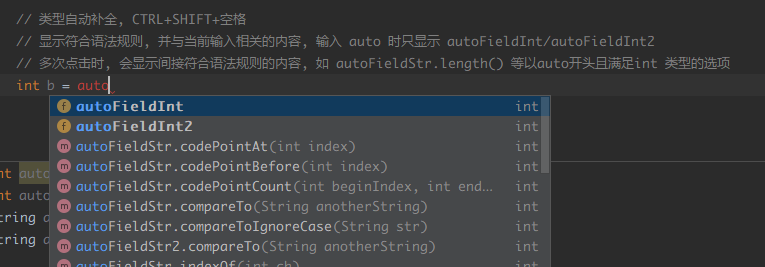 // 类型自动补全, CTRL+SHIFT+空格
// 显示符合语法规则, 并与当前输入相关的内容, 输入 auto 时只显示 autoFieldInt/autoFieldInt2
// 多次点击时, 会显示间接符合语法规则的内容, 如 autoFieldStr.length() 等以auto开头且满足int 类型的选项
int b = auto
f autoFieldInt int
f autoFieldInt2 int
m autoFieldStr.codePointAt(int index) int
m autoFieldStr.codePointBefore(int index) int
nt auto m autoFieldStr.codePointCount(int beginIndex, int end... int
nt auto m autoFieldStr.compareTo(String anotherString) int
tring a m autoFieldStr.compareToIgnoreCase(String str) int
tring a m autoFieldStr2.compareTo(String anotherString) int
m autoFieldStr.indexOf(int ch) int